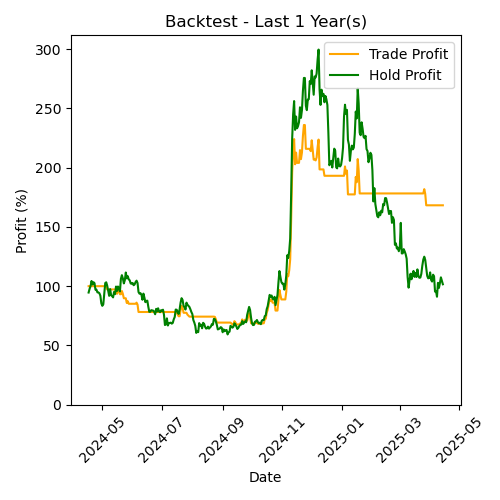 Backtest - Last 1 Year(s)
Trade Profit
Hold Profit
Profit (%)
300
250
200
150
100
50
0
2024-05
2024-07
2024-09
2024-11
2025-01
2025-03
2025-05
Date